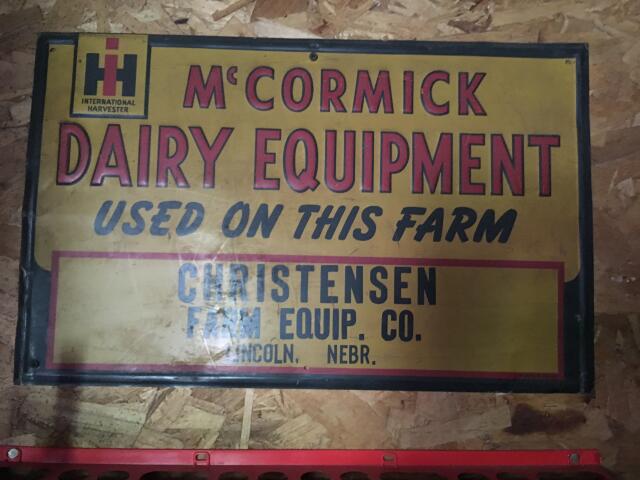 IH
INTERNATIONAL
HARVESTER
McCORMICK
DAIRY EQUIPMENT
USED ON THIS FARM
CHRISTENSEN
FARM EQUIP. CO.
LINCOLN, NEBR.